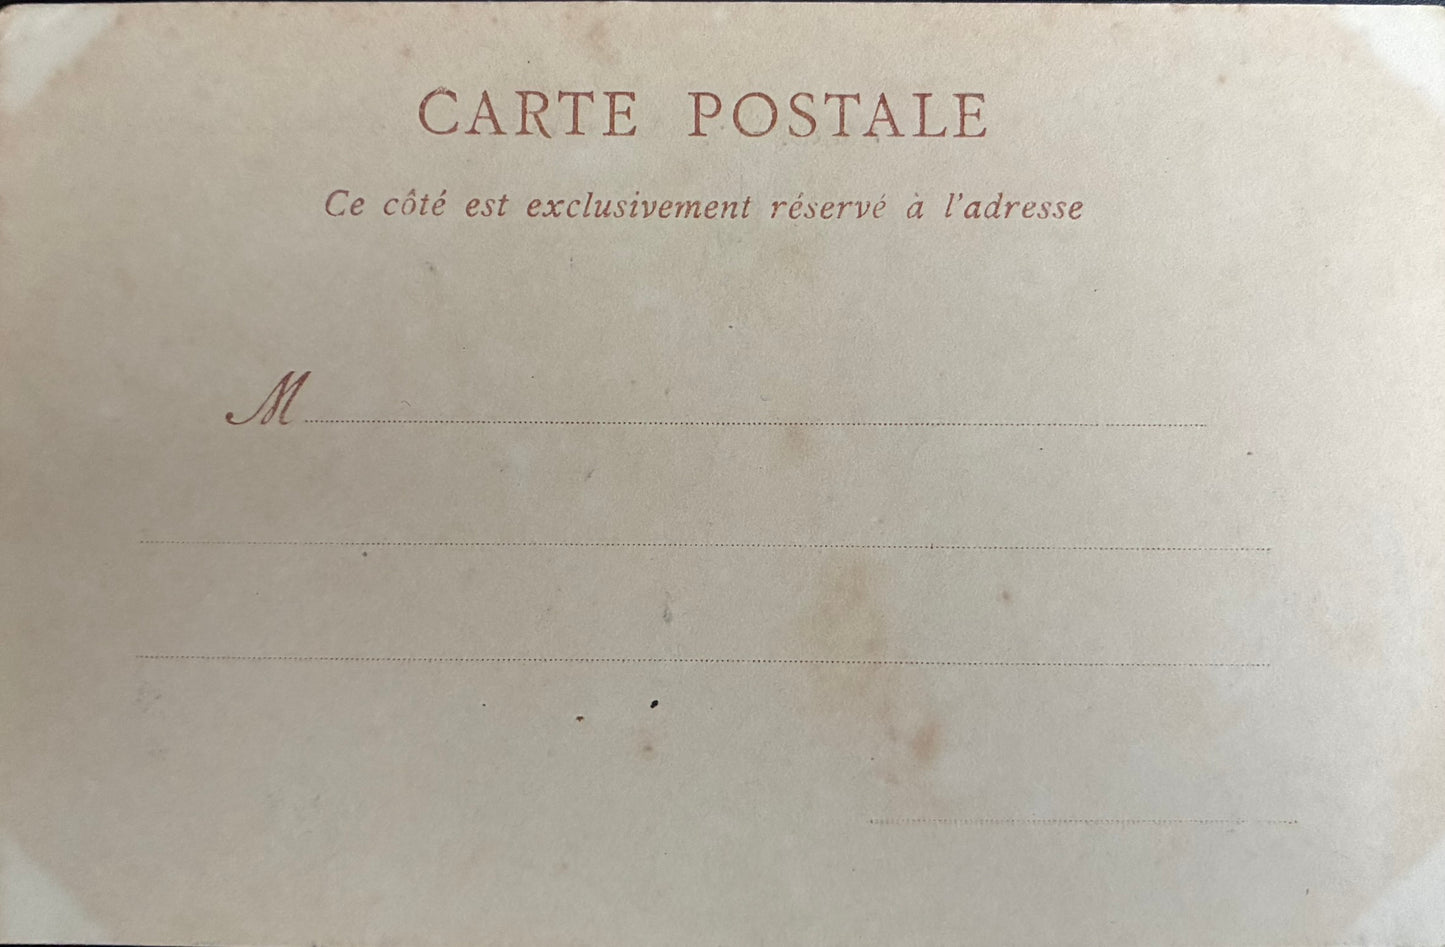 CARTE POSTALE
Ce côté est exclusivement réservé à l'adresse
M